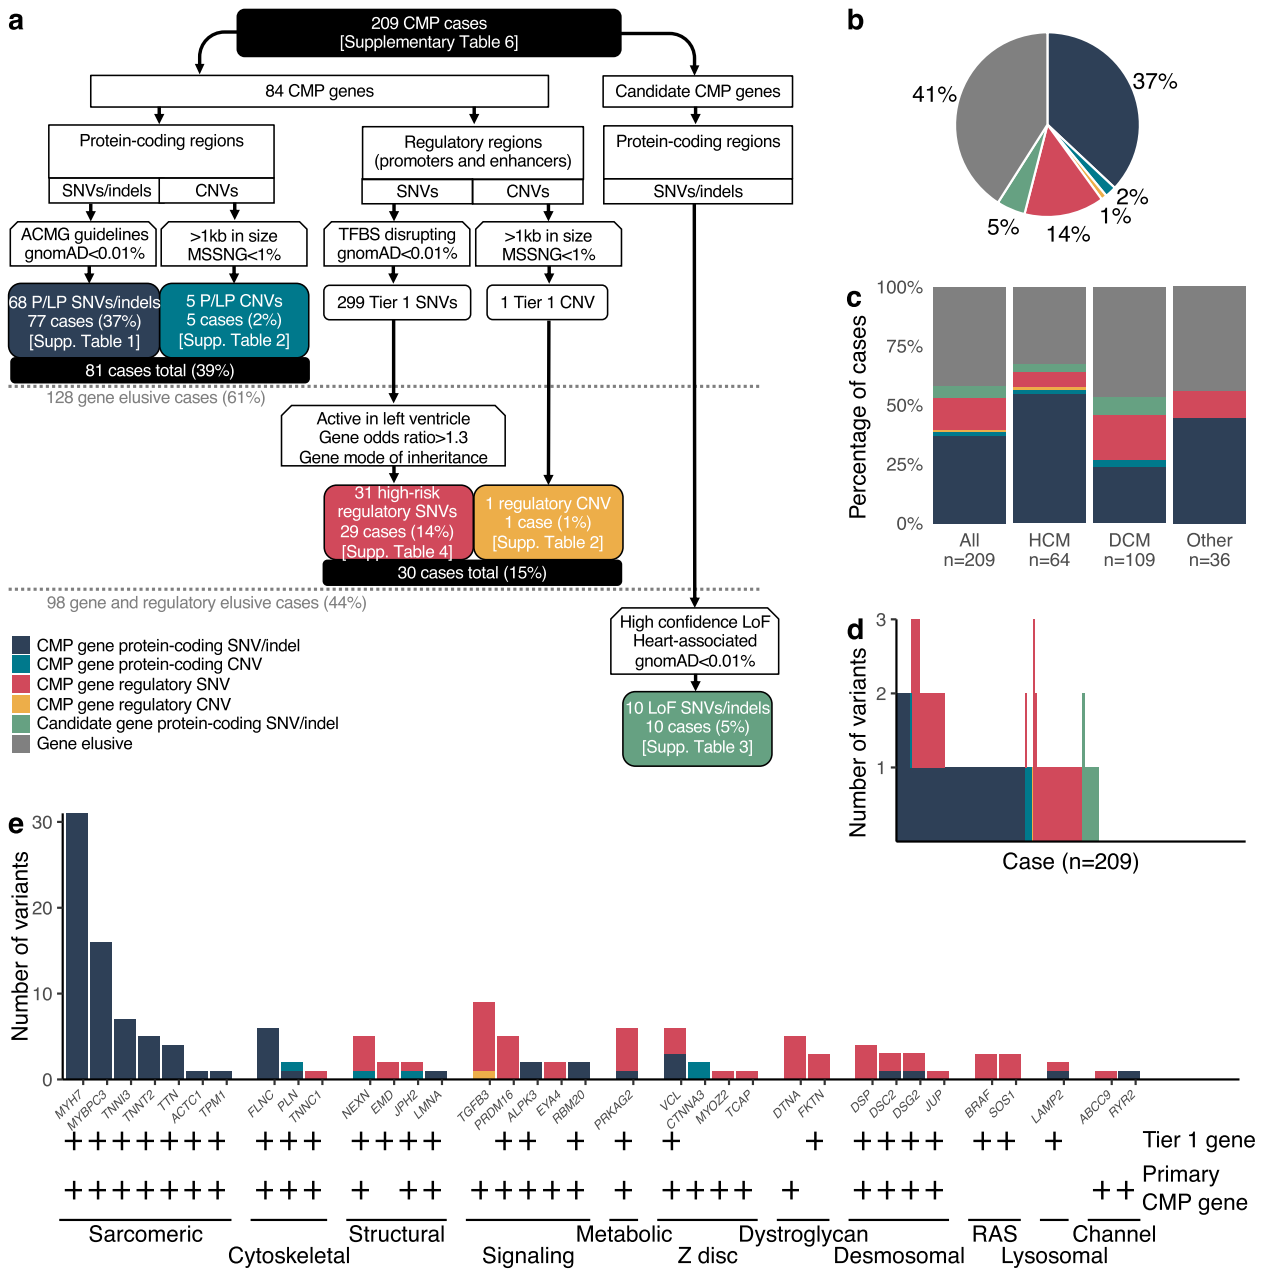 a
209 CMP cases
[Supplementary Table 6]
84 CMP genes
Candidate CMP genes
Protein-coding regions
Regulatory regions
(promoters and enhancers)
Protein-coding regions
SNVs/indels
CNVs
SNVs
CNVs
SNVs/indels
ACMG guidelines
gnomAD<0.01%
>1kb in size
MSSNG<1%
TFBS disrupting
gnomAD<0.01%
>1kb in size
MSSNG<1%
68 P/LP SNVs/indels
77 cases (37%)
[Supp. Table 1]
5 P/LP CNVs
5 cases (2%)
[Supp. Table 2]
299 Tier 1 SNVs
1 Tier 1 CNV
81 cases total (39%)
128 gene elusive cases (61%)
Active in left ventricle
Gene odds ratio>1.3
Gene mode of inheritance
31 high-risk
regulatory SNVs
29 cases (14%)
[Supp. Table 4]
1 regulatory CNV
1 case (1%)
[Supp. Table 2]
30 cases total (15%)
98 gene and regulatory elusive cases (44%)
High confidence LoF
Heart-associated
gnomAD<0.01%
10 LoF SNVs/indels
10 cases (5%)
[Supp. Table 3]
CMP gene protein-coding SNV/indel
CMP gene protein-coding CNV
CMP gene regulatory SNV
CMP gene regulatory CNV
Candidate gene protein-coding SNV/indel
Gene elusive
b
41%
37%
2%
1%
14%
5%
c
Percentage of cases
100%
75%
50%
25%
0%
All
n=209
HCM
n=64
DCM
n=109
Other
n=36
d
Number of variants
3
2
1
Case (n=209)
e
Number of variants
30
20
10
0
MYH7
MYBPC3
TNNI3
TNNT2
TTN
ACTC1
TPM1
FLNC
PLN
TNNC1
NEXN
EMD
JPH2
LMNA
TGFB3
PRDM16
ALPK3
EYA4
RBM20
PRKAG2
VCL
CTNNA3
MYOZ2
TCAP
DTNA
FKTN
DSP
DSC2
DSG2
JUP
BRAF
SOS1
LAMP2
ABCC9
RYR2
+ + + + + + + + + + + + + + + + + + + + + + + + + + Tier 1 gene
+ + + + + + + + + + + + + + + + + + + + + + + + + + + + + + Primary
CMP gene
Sarcomeric
Cytoskeletal
Structural
Signaling
Metabolic
Z disc
Dystroglycan
Desmosomal
RAS
Lysosomal
Channel